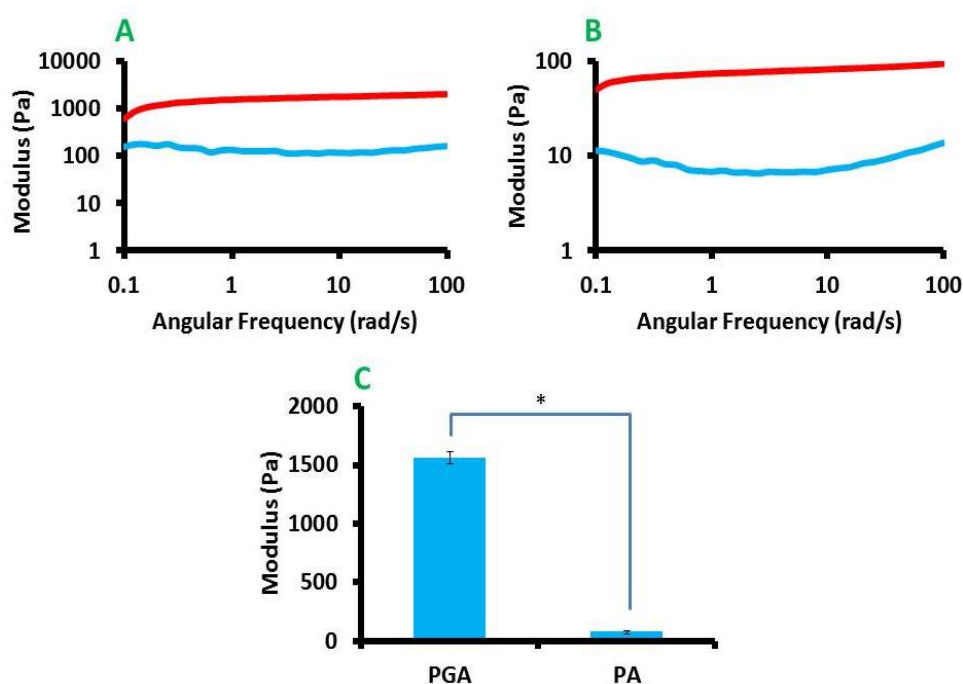 A
Modulus (Pa)
10000
1000
100
10
1
0.1 1 10 100
Angular Frequency (rad/s)
B
Modulus (Pa)
100
10
1
0.1 1 10 100
Angular Frequency (rad/s)
C
Modulus (Pa)
2000
1500
1000
500
0
*
PGA PA